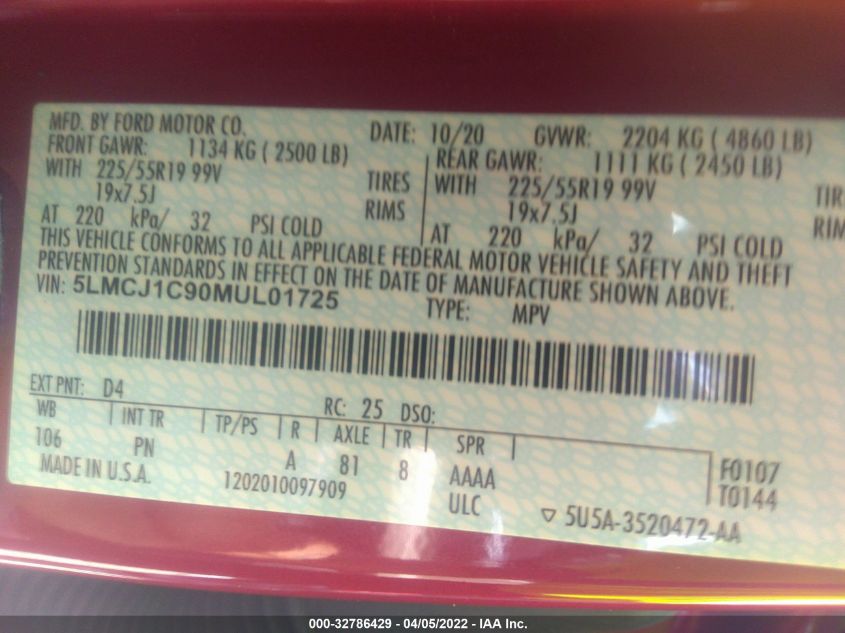 MFD. BY FORD MOTOR CO. DATE: 10/20 GVWR: 2204 KG ( 4860 LB)
FRONT GAWR: 1134 KG ( 2500 LB) REAR GAWR: 1111 KG ( 2450 LB)
WITH 225/55R19 99V TIRES WITH 225/55R19 99V TIR
19x7.5J RIMS 19x7.5J RIM
AT 220 kPa/ 32 PSI COLD AT 220 kPa/ 32 PSI COLD
THIS VEHICLE CONFORMS TO ALL APPLICABLE FEDERAL MOTOR VEHICLE SAFETY AND THEFT
PREVENTION STANDARDS IN EFFECT ON THE DATE OF MANUFACTURE SHOWN ABOVE.
VIN: 5LMCJ1C90MUL01725 TYPE: MPV
EXT PNT: D4 RC: 25 DSO:
WB INT TR TP/PS R AXLE TR SPR
106 PN A 81 8 AAAA F0107
MADE IN U.S.A. 1202010097909 ULC T0144
▽ 5U5A-3520472-AA
000-32786429 - 04/05/2022 - IAA Inc.